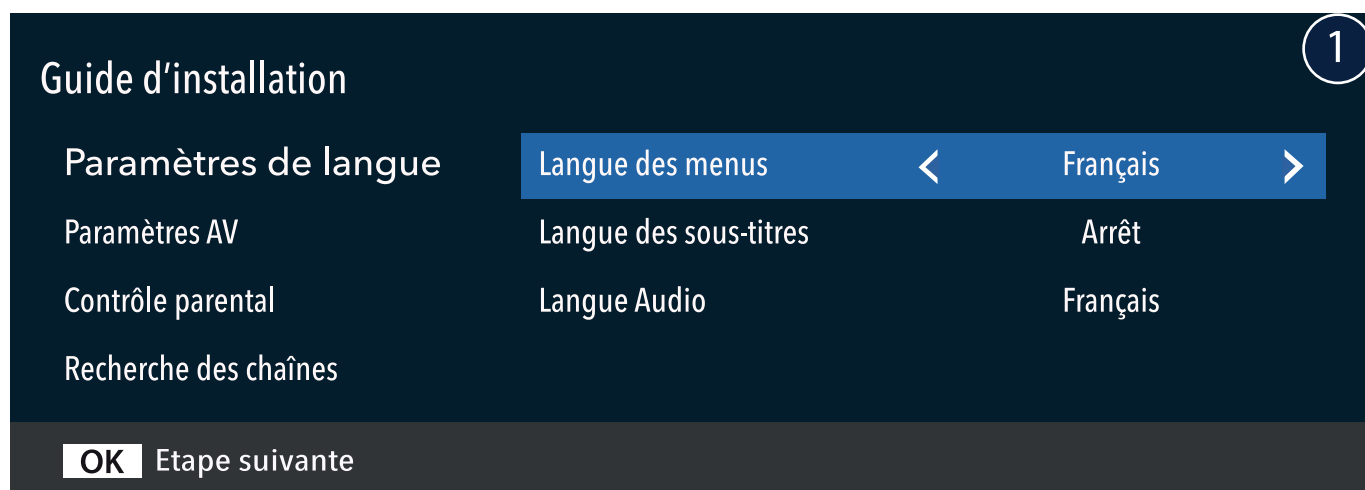 1
Guide d’installation
Paramètres de langue
Langue des menus < Français >
Paramètres AV
Langue des sous-titres Arrêt
Contrôle parental
Langue Audio Français
Recherche des chaînes
OK Etape suivante